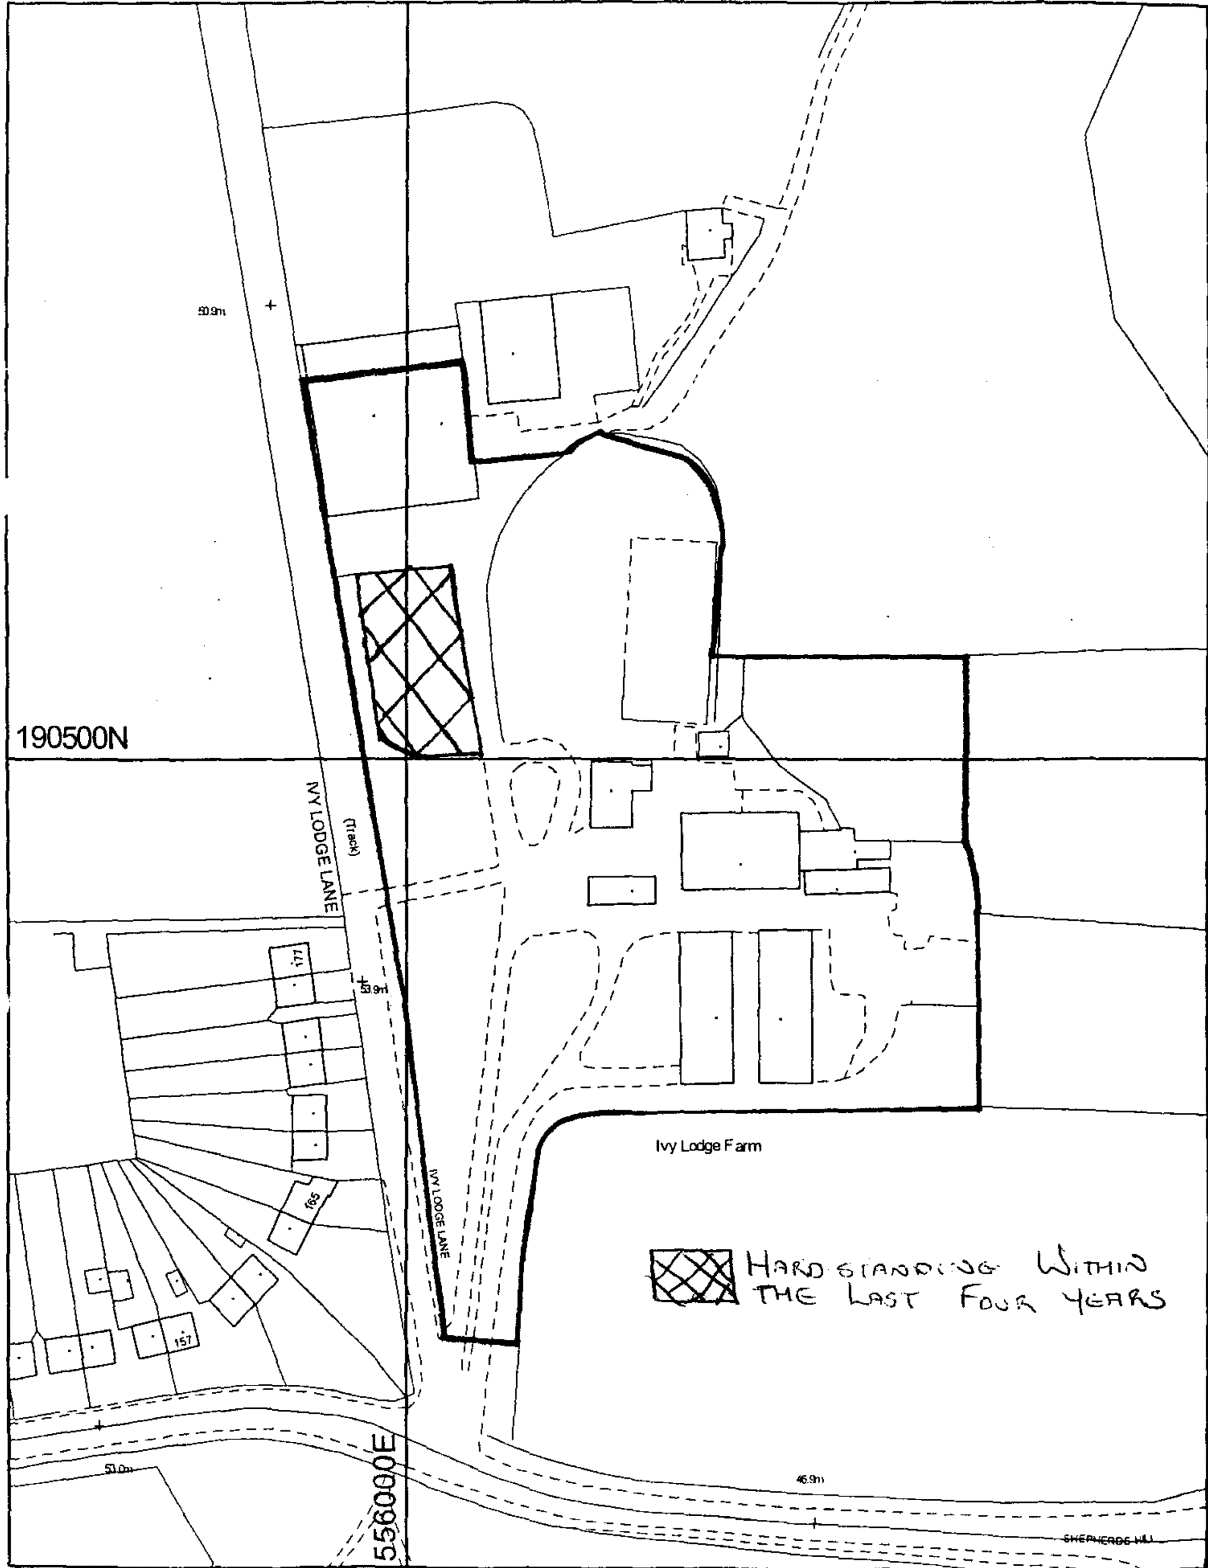 50.9m
190500N
IVY LODGE LANE
(Track)
177
53.9m
IVY LODGE LANE
165
157
Ivy Lodge Farm
HARD STANDING WITHIN
THE LAST FOUR YEARS
556000E
53.0m
46.9m
SHEPHERDS HILL